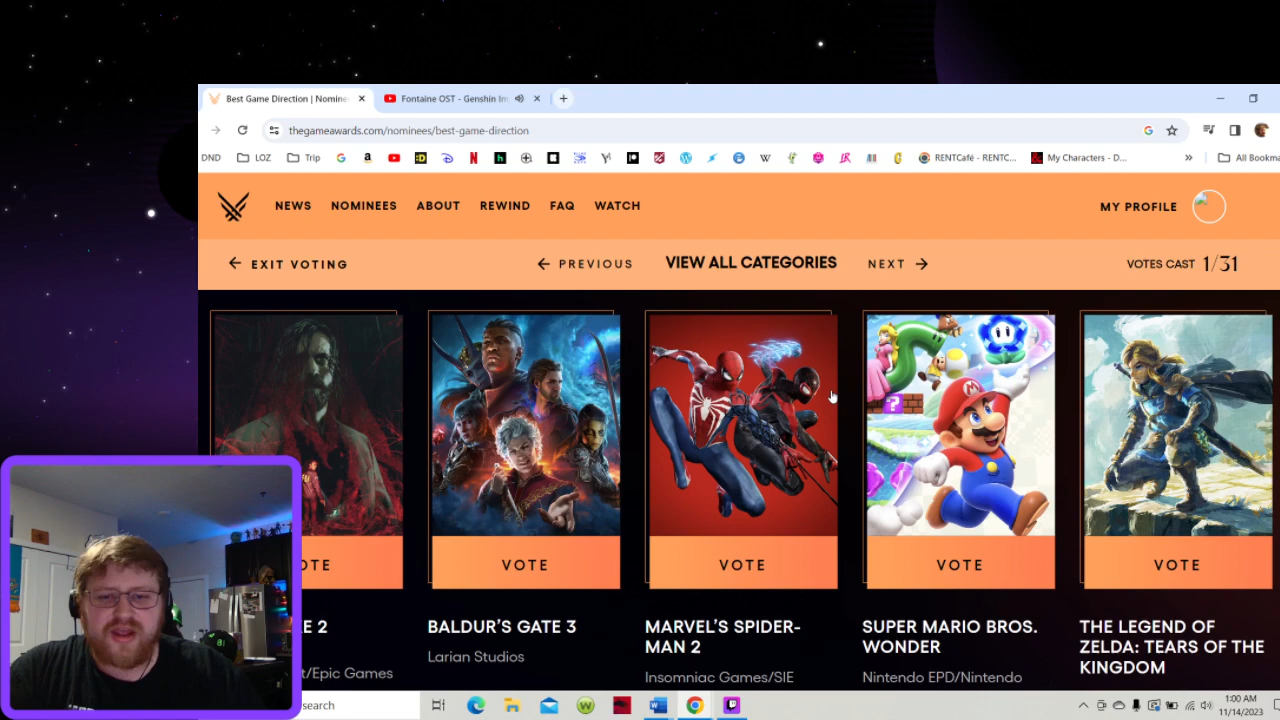 Best Game Direction | Nomine
Fontaine OST - Genshin Im
thegameawards.com/nominees/best-game-direction
DND
LOZ
Trip
RENTCafé - RENTC...
My Characters - D...
All Bookma
NEWS
NOMINEES
ABOUT
REWIND
FAQ
WATCH
MY PROFILE
EXIT VOTING
PREVIOUS
VIEW ALL CATEGORIES
NEXT
VOTES CAST 1/31
OTE
VOTE
VOTE
VOTE
VOTE
E 2
t/Epic Games
BALDUR'S GATE 3
Larian Studios
MARVEL'S SPIDER-
MAN 2
Insomniac Games/SIE
SUPER MARIO BROS.
WONDER
Nintendo EPD/Nintendo
THE LEGEND OF
ZELDA: TEARS OF THE
KINGDOM
search
1:00 AM
11/14/2023